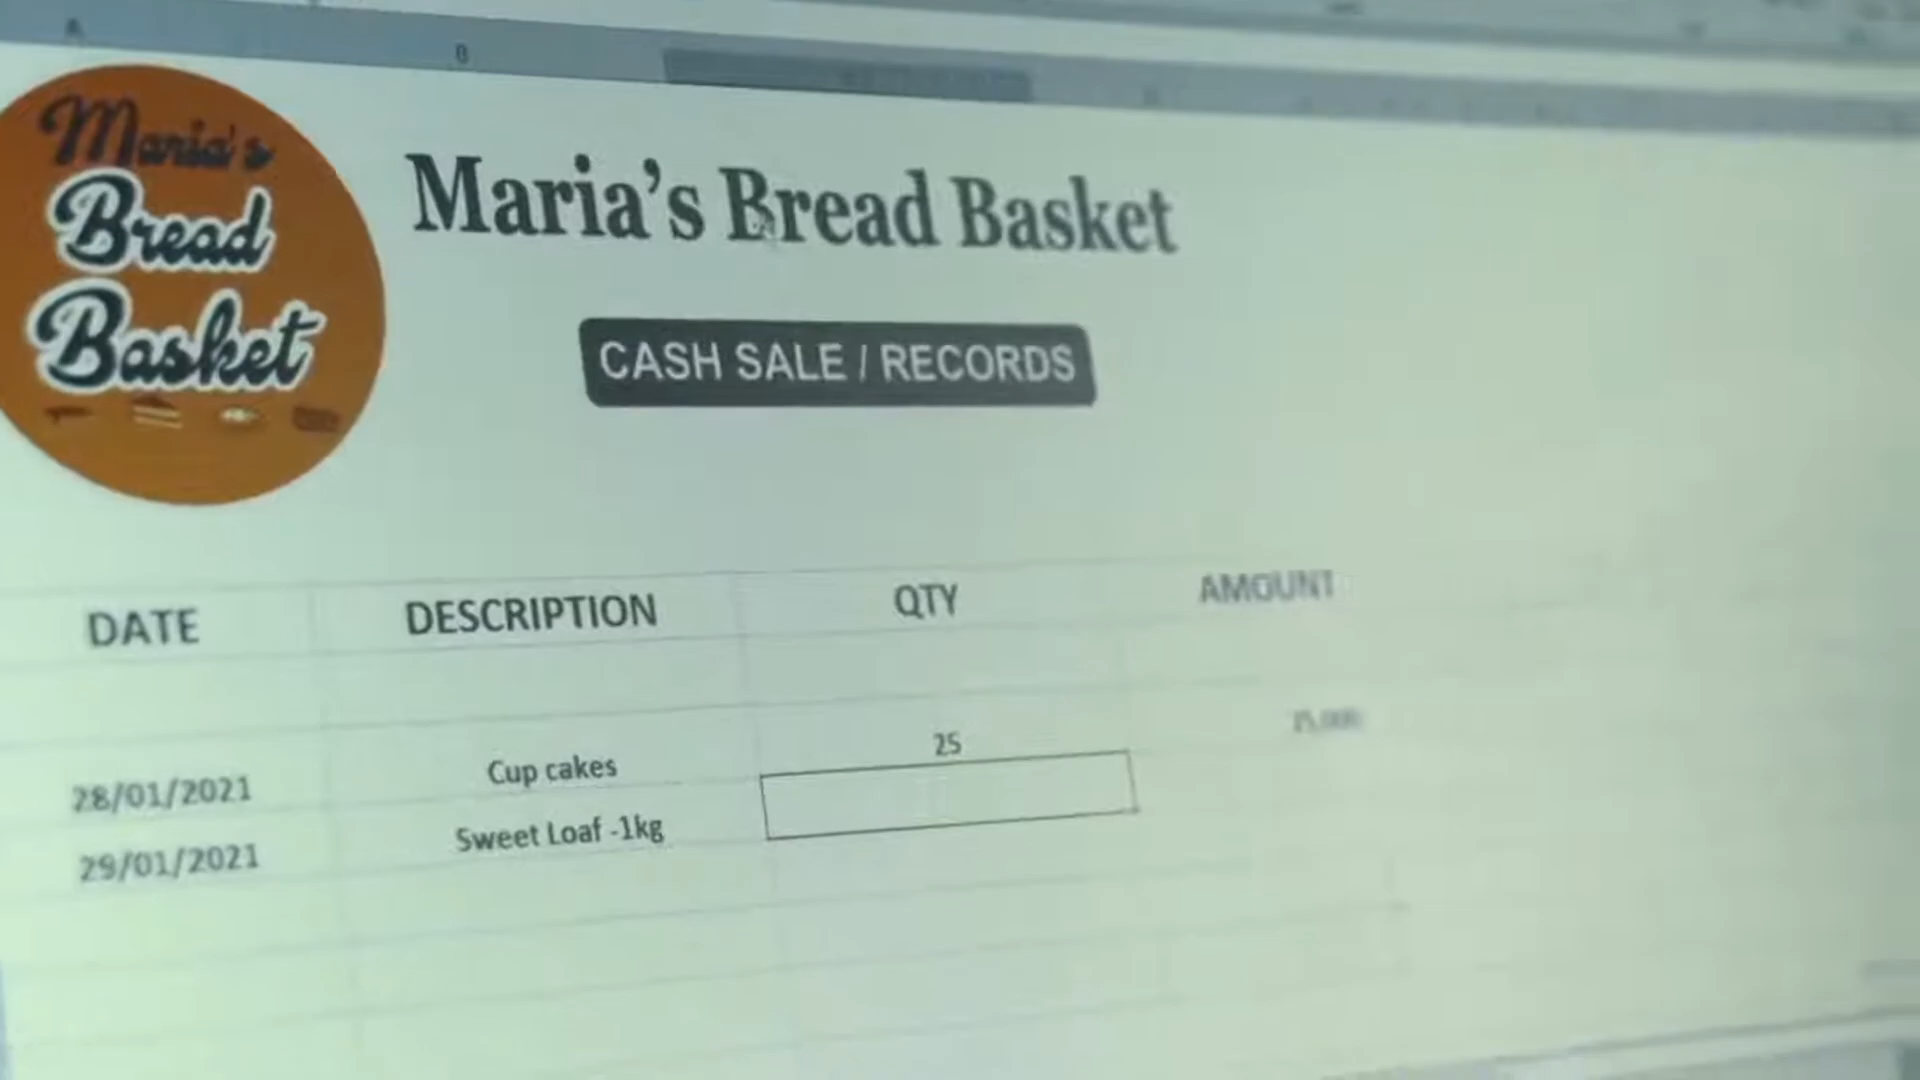 B
Maria's
Bread
Basket
Maria's Bread Basket
CASH SALE / RECORDS
DATE DESCRIPTION QTY AMOUNT
28/01/2021 Cup cakes 25
29/01/2021 Sweet Loaf -1kg